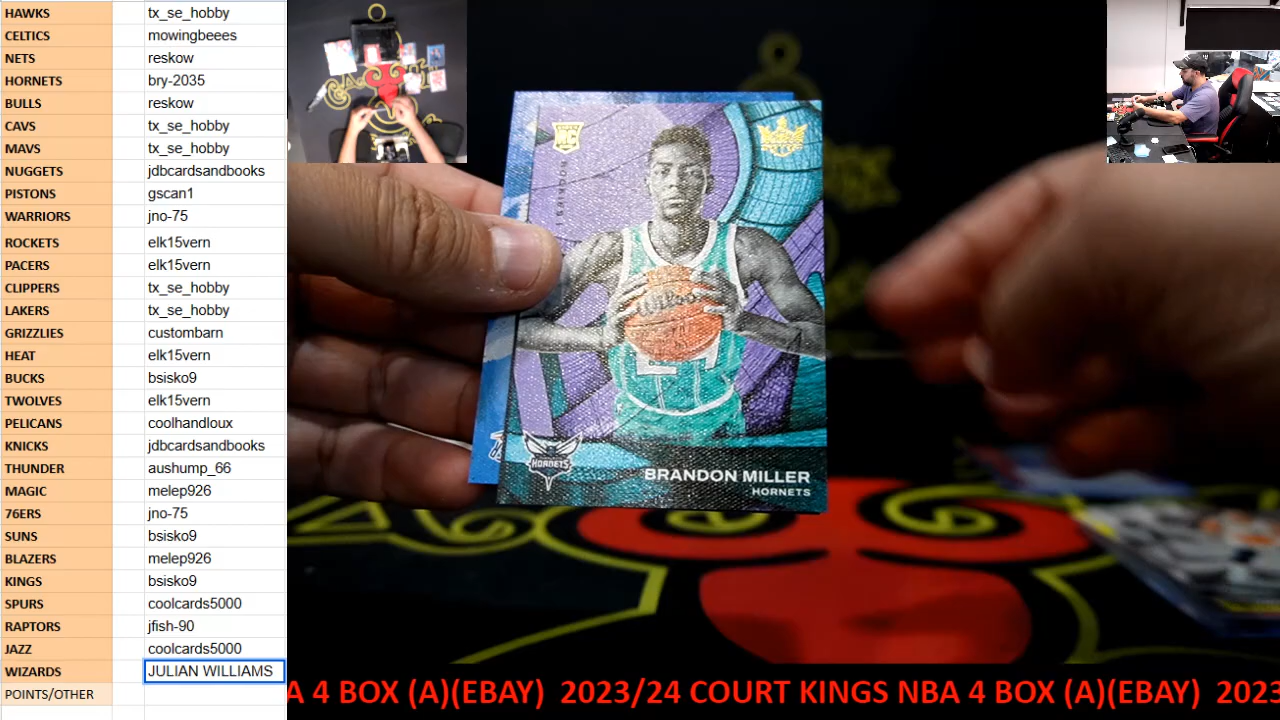 HAWKS tx_se_hobby
CELTICS mowingbeees
NETS reskow
HORNETS bry-2035
BULLS reskow
CAVS tx_se_hobby
MAVS tx_se_hobby
NUGGETS jdbcardsandbooks
PISTONS gscan1
WARRIORS jno-75
ROCKETS elk15vern
PACERS elk15vern
CLIPPERS tx_se_hobby
LAKERS tx_se_hobby
GRIZZLIES custombarn
HEAT elk15vern
BUCKS bsisko9
TWOLVES elk15vern
PELICANS coolhandloux
KNICKS jdbcardsandbooks
THUNDER aushump_66
MAGIC melep926
76ERS jno-75
SUNS bsisko9
BLAZERS melep926
KINGS bsisko9
SPURS coolcards5000
RAPTORS jfish-90
JAZZ coolcards5000
WIZARDS JULIAN WILLIAMS
POINTS/OTHER
RC
ROOKIES
Wilson
HORNETS
BRANDON MILLER
HORNETS
A 4 BOX (A)(EBAY) 2023/24 COURT KINGS NBA 4 BOX (A)(EBAY) 2023